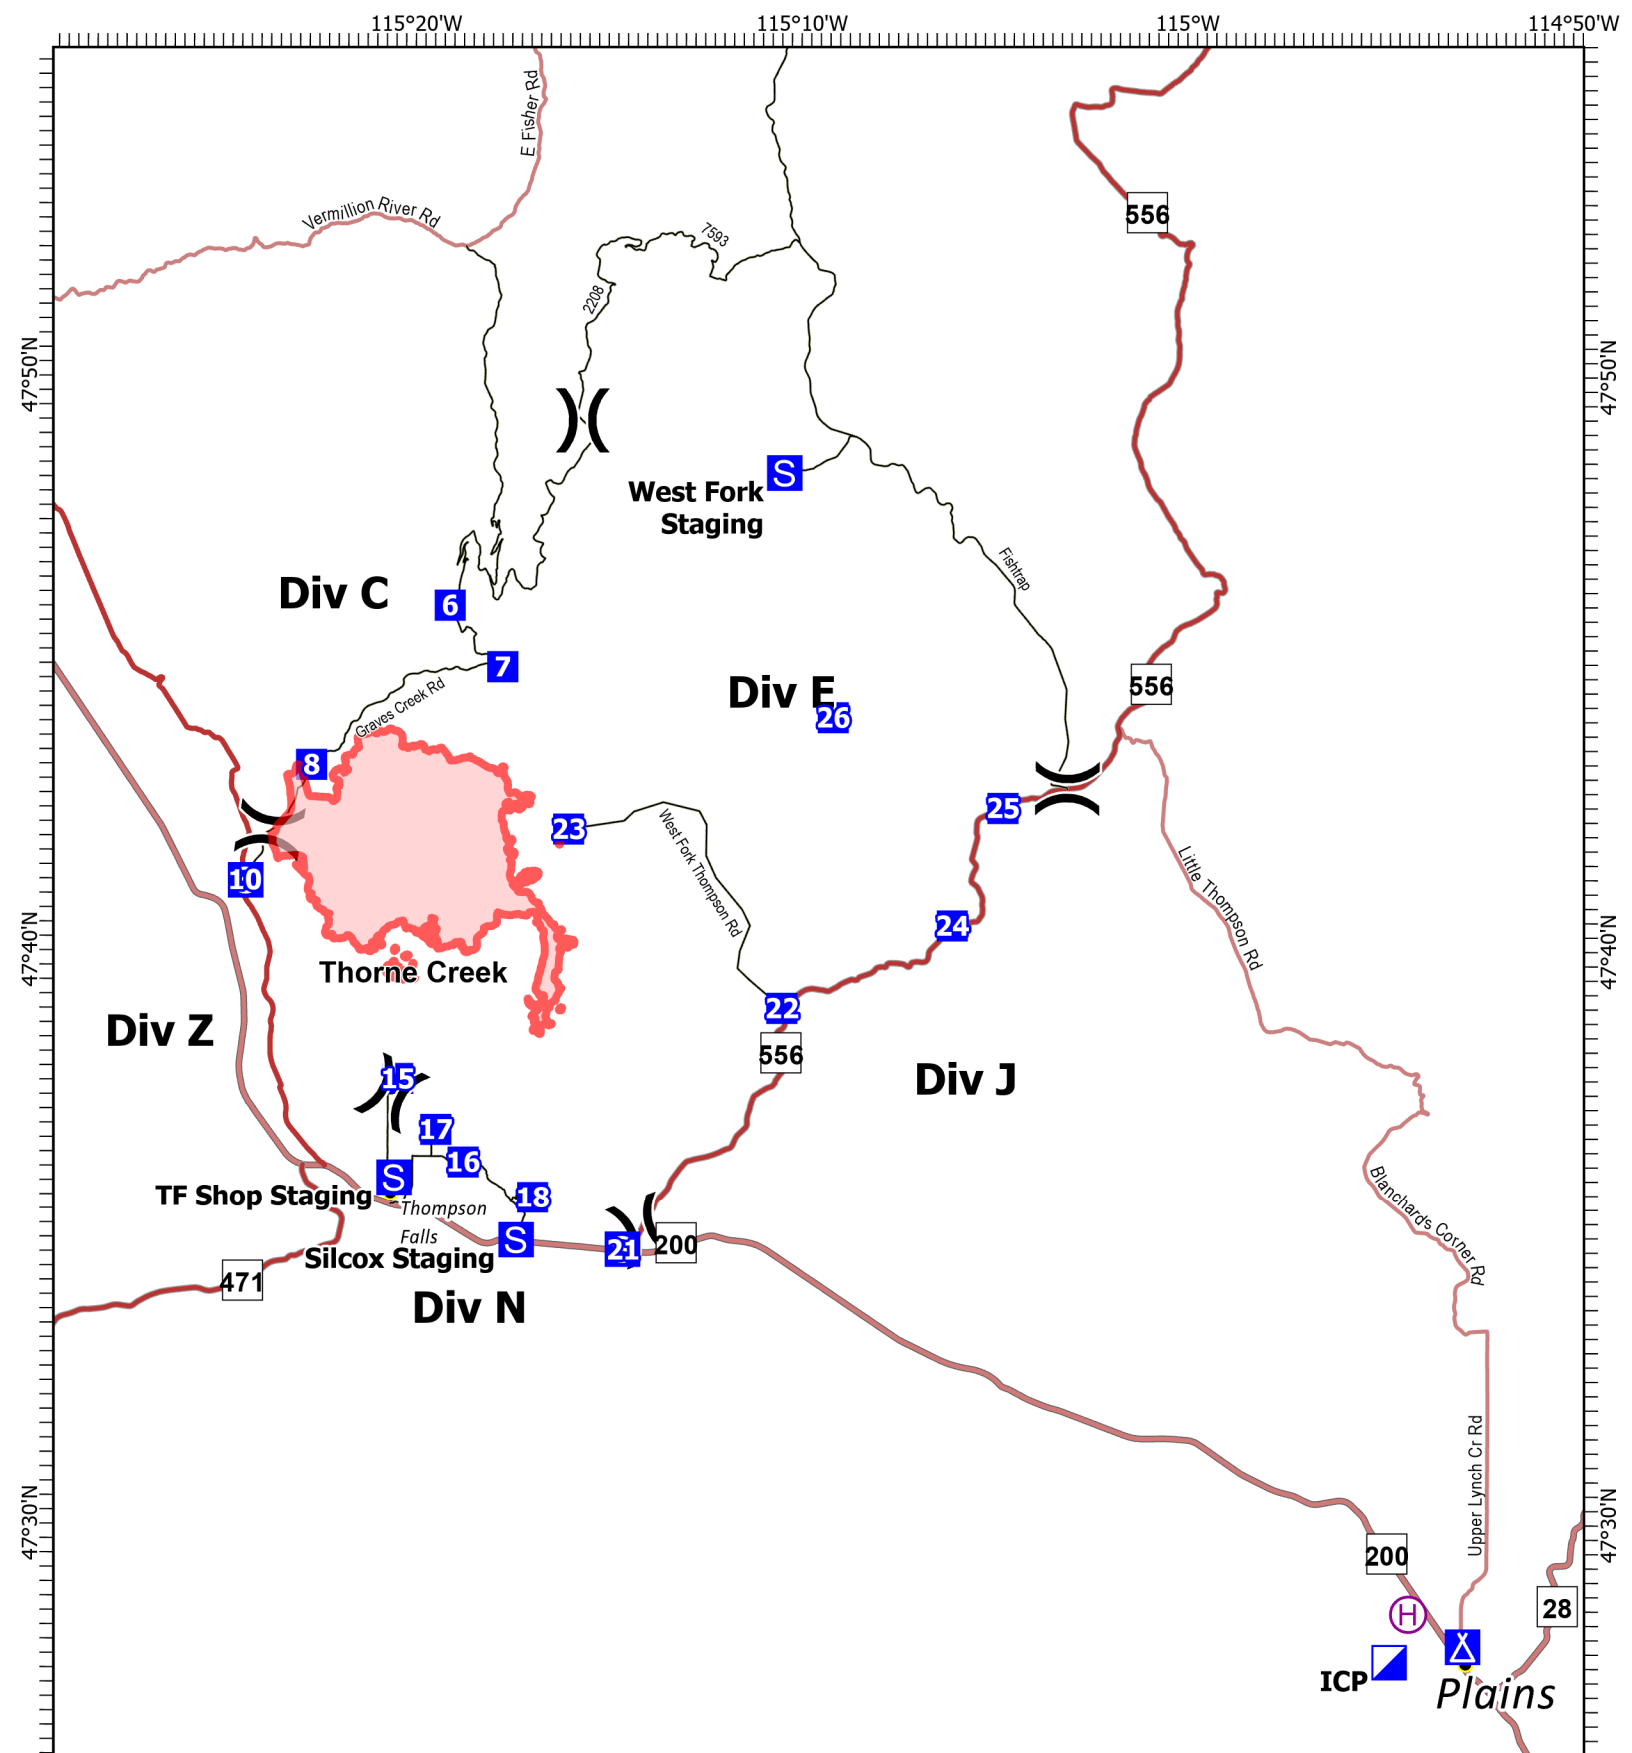 115°20'W
115°10'W
115°W
114°50'W
E Fisher Rd
Vermillion River Rd
556
7593
2208
47°50'N
47°50'N
S
West Fork
Staging
Fishtrap
Div C
6
7
Div E
26
556
Graves Creek Rd
8
25
23
West Fork Thompson Rd
Little Thompson Rd
10
24
47°40'N
47°40'N
Thorne Creek
22
Div Z
556
Div J
15
17
16
S
TF Shop Staging
18
Thompson
Falls
Blanchards Corner Rd
S
Silcox Staging
21
200
471
Div N
Upper Lynch Cr Rd
47°30'N
47°30'N
200
28
H
ICP
Plains